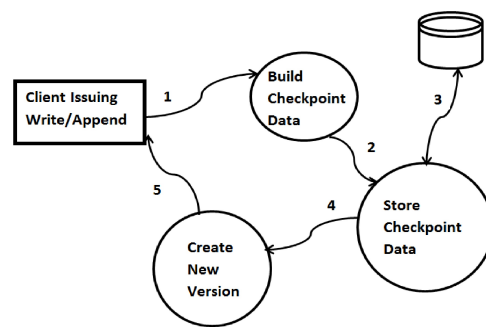 Client Issuing
Write/Append
1
Build
Checkpoint
Data
2
3
Store
Checkpoint
Data
4
Create
New
Version
5